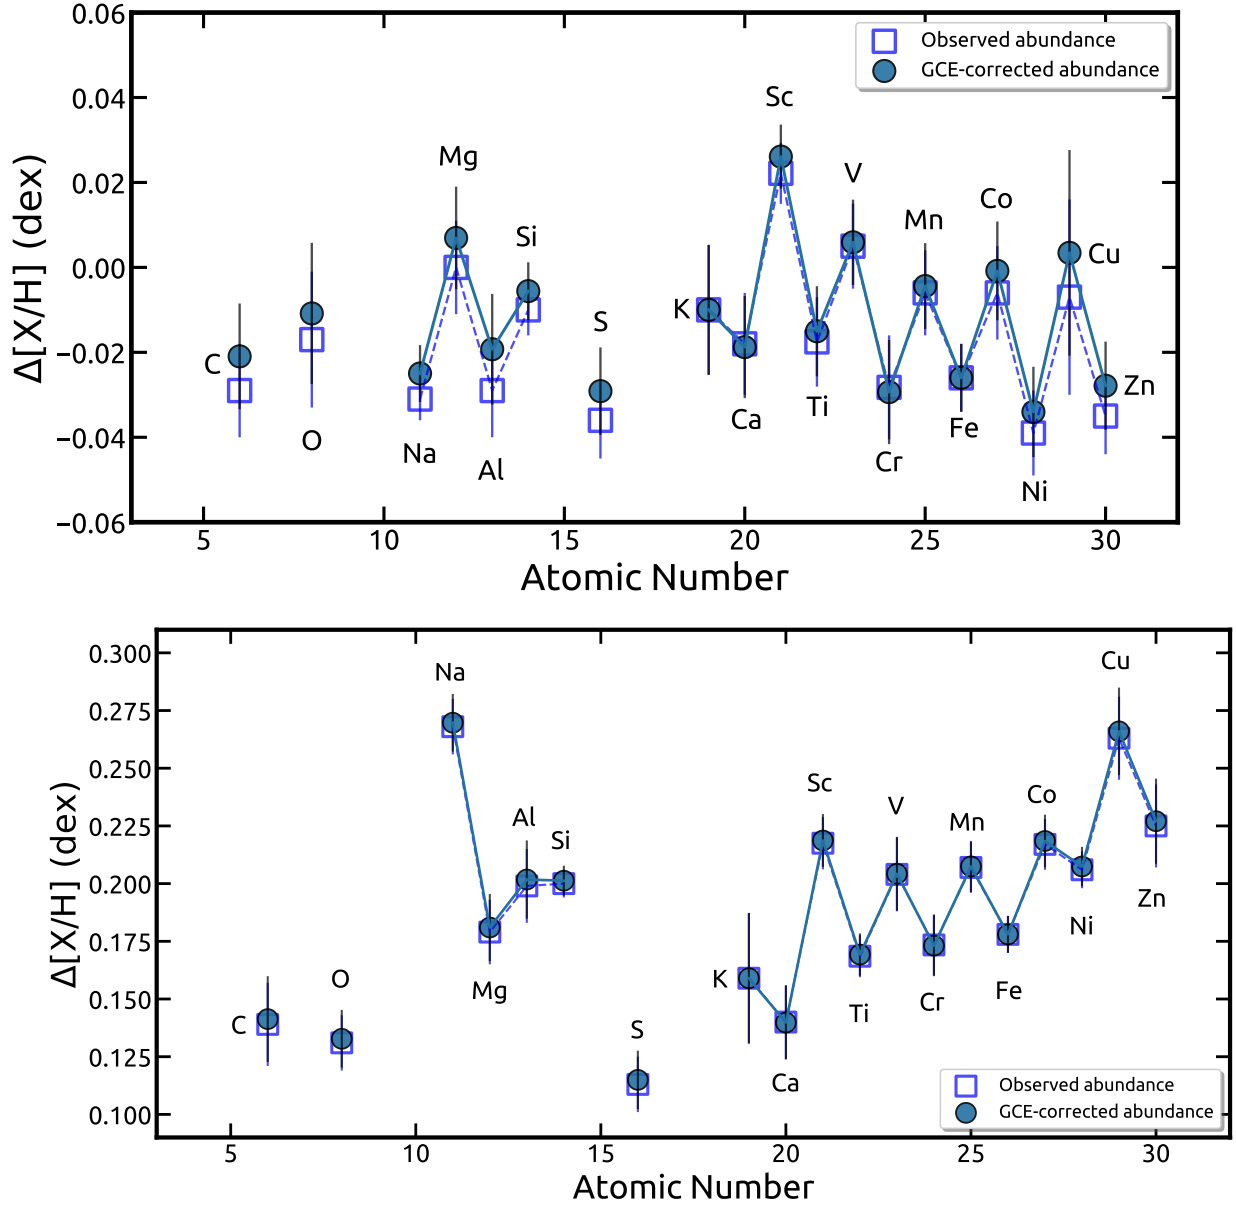 0.06
0.04
0.02
0.00
−0.02
−0.04
−0.06
Δ[X/H] (dex)
Observed abundance
GCE-corrected abundance
C
O
Na
Mg
Al
Si
S
K
Ca
Sc
Ti
V
Cr
Mn
Fe
Co
Ni
Cu
Zn
5 10 15 20 25 30
Atomic Number
0.300
0.275
0.250
0.225
0.200
0.175
0.150
0.125
0.100
Δ[X/H] (dex)
C
O
Na
Mg
Al
Si
S
K
Ca
Sc
Ti
V
Cr
Mn
Fe
Co
Ni
Cu
Zn
Observed abundance
GCE-corrected abundance
5 10 15 20 25 30
Atomic Number